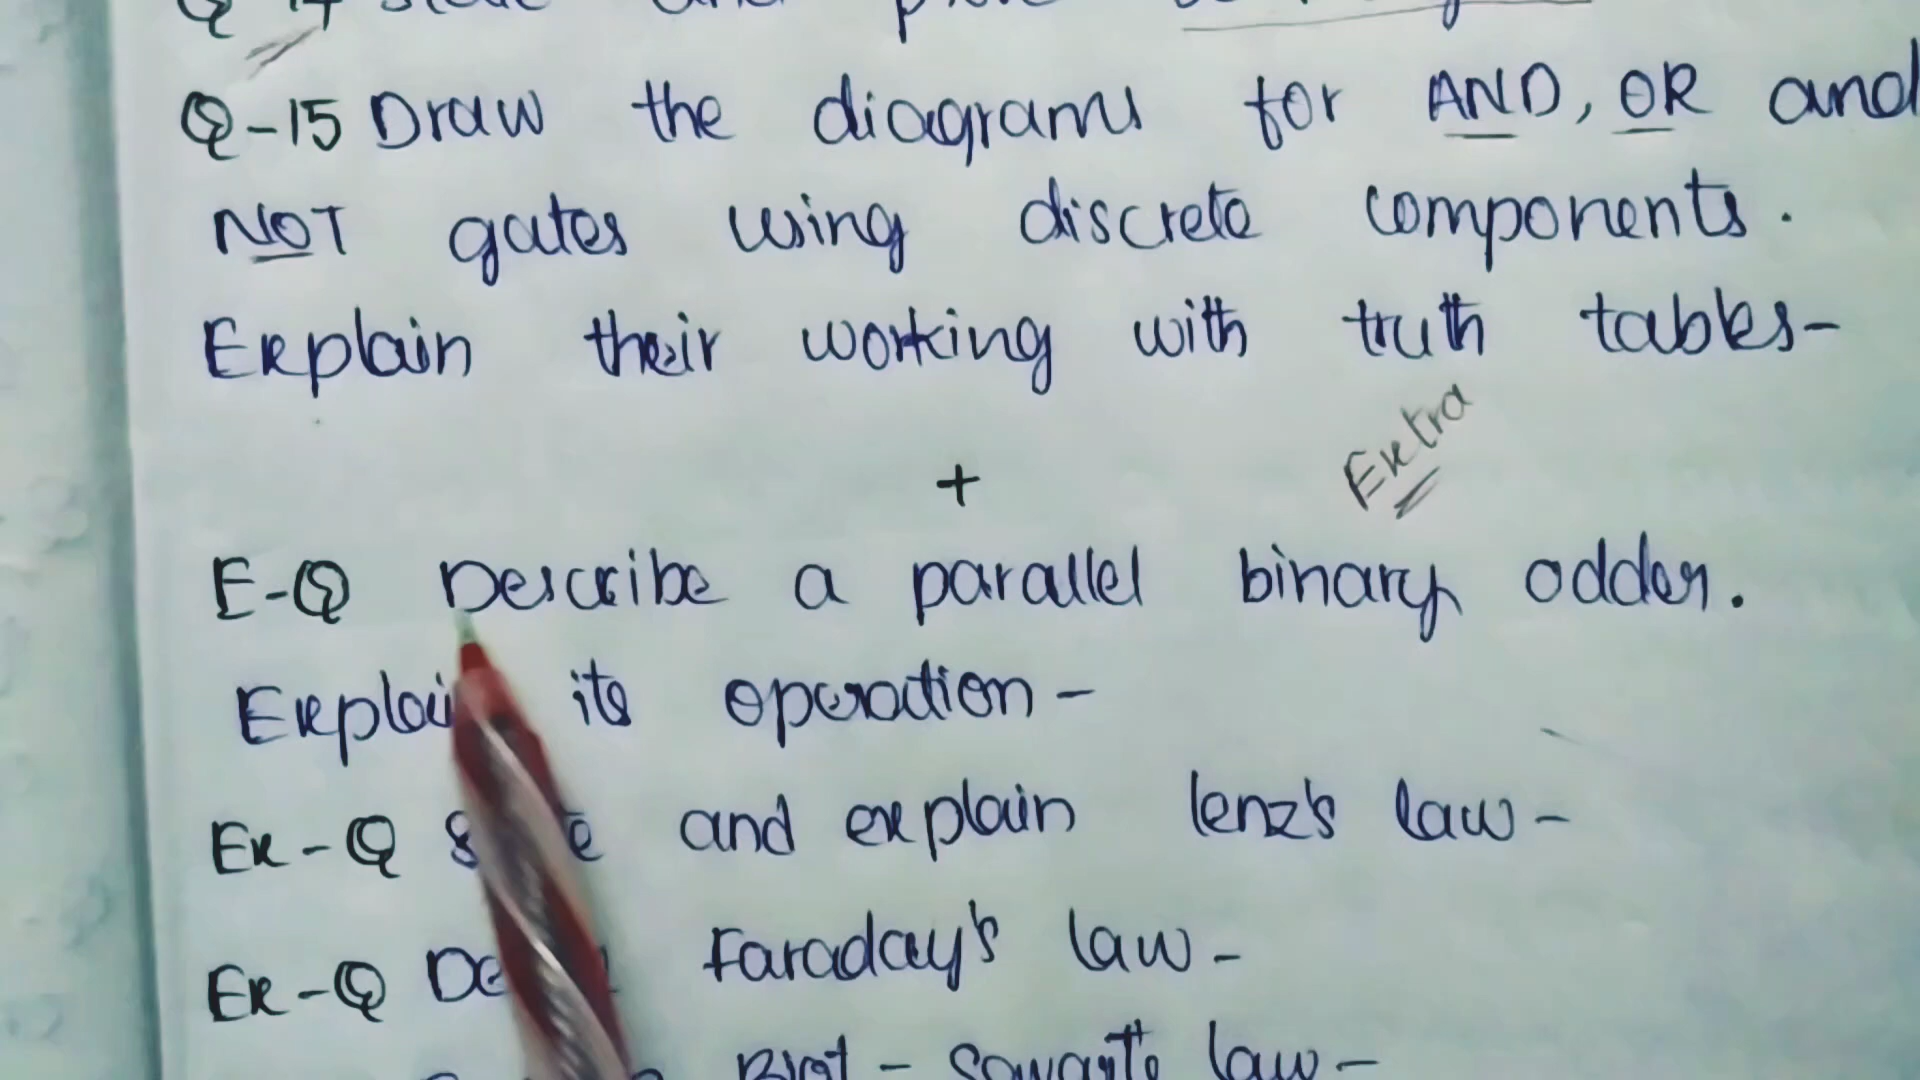 Q-15 Draw the diagrams for AND, OR and
NOT gates using discrete components.
Explain their working with truth tables-
+
Extra
E-Q Describe a parallel binary adder.
its operation-
Ex-Q and explain lenz's law-
Ex-Q Faraday's law-
Biot - Savart's law-